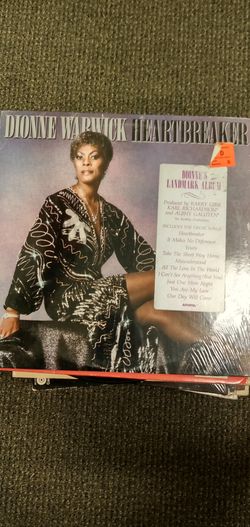 DIONNE WARWICK HEARTBREAKER
DIONNE'S
LANDMARK ALBUM
Produced by BARRY GIBB
KARL RICHARDSON
and ALBHY GALUTEN
INCLUDES THE GREAT SONGS
Heartbreaker
It Makes No Difference
Yours
Take The Short Way Home
Misunderstood
All The Love In The World
I Can't See Anything (But You)
Just One More Night
You Are My Love
Our Day Will Come
ARISTA